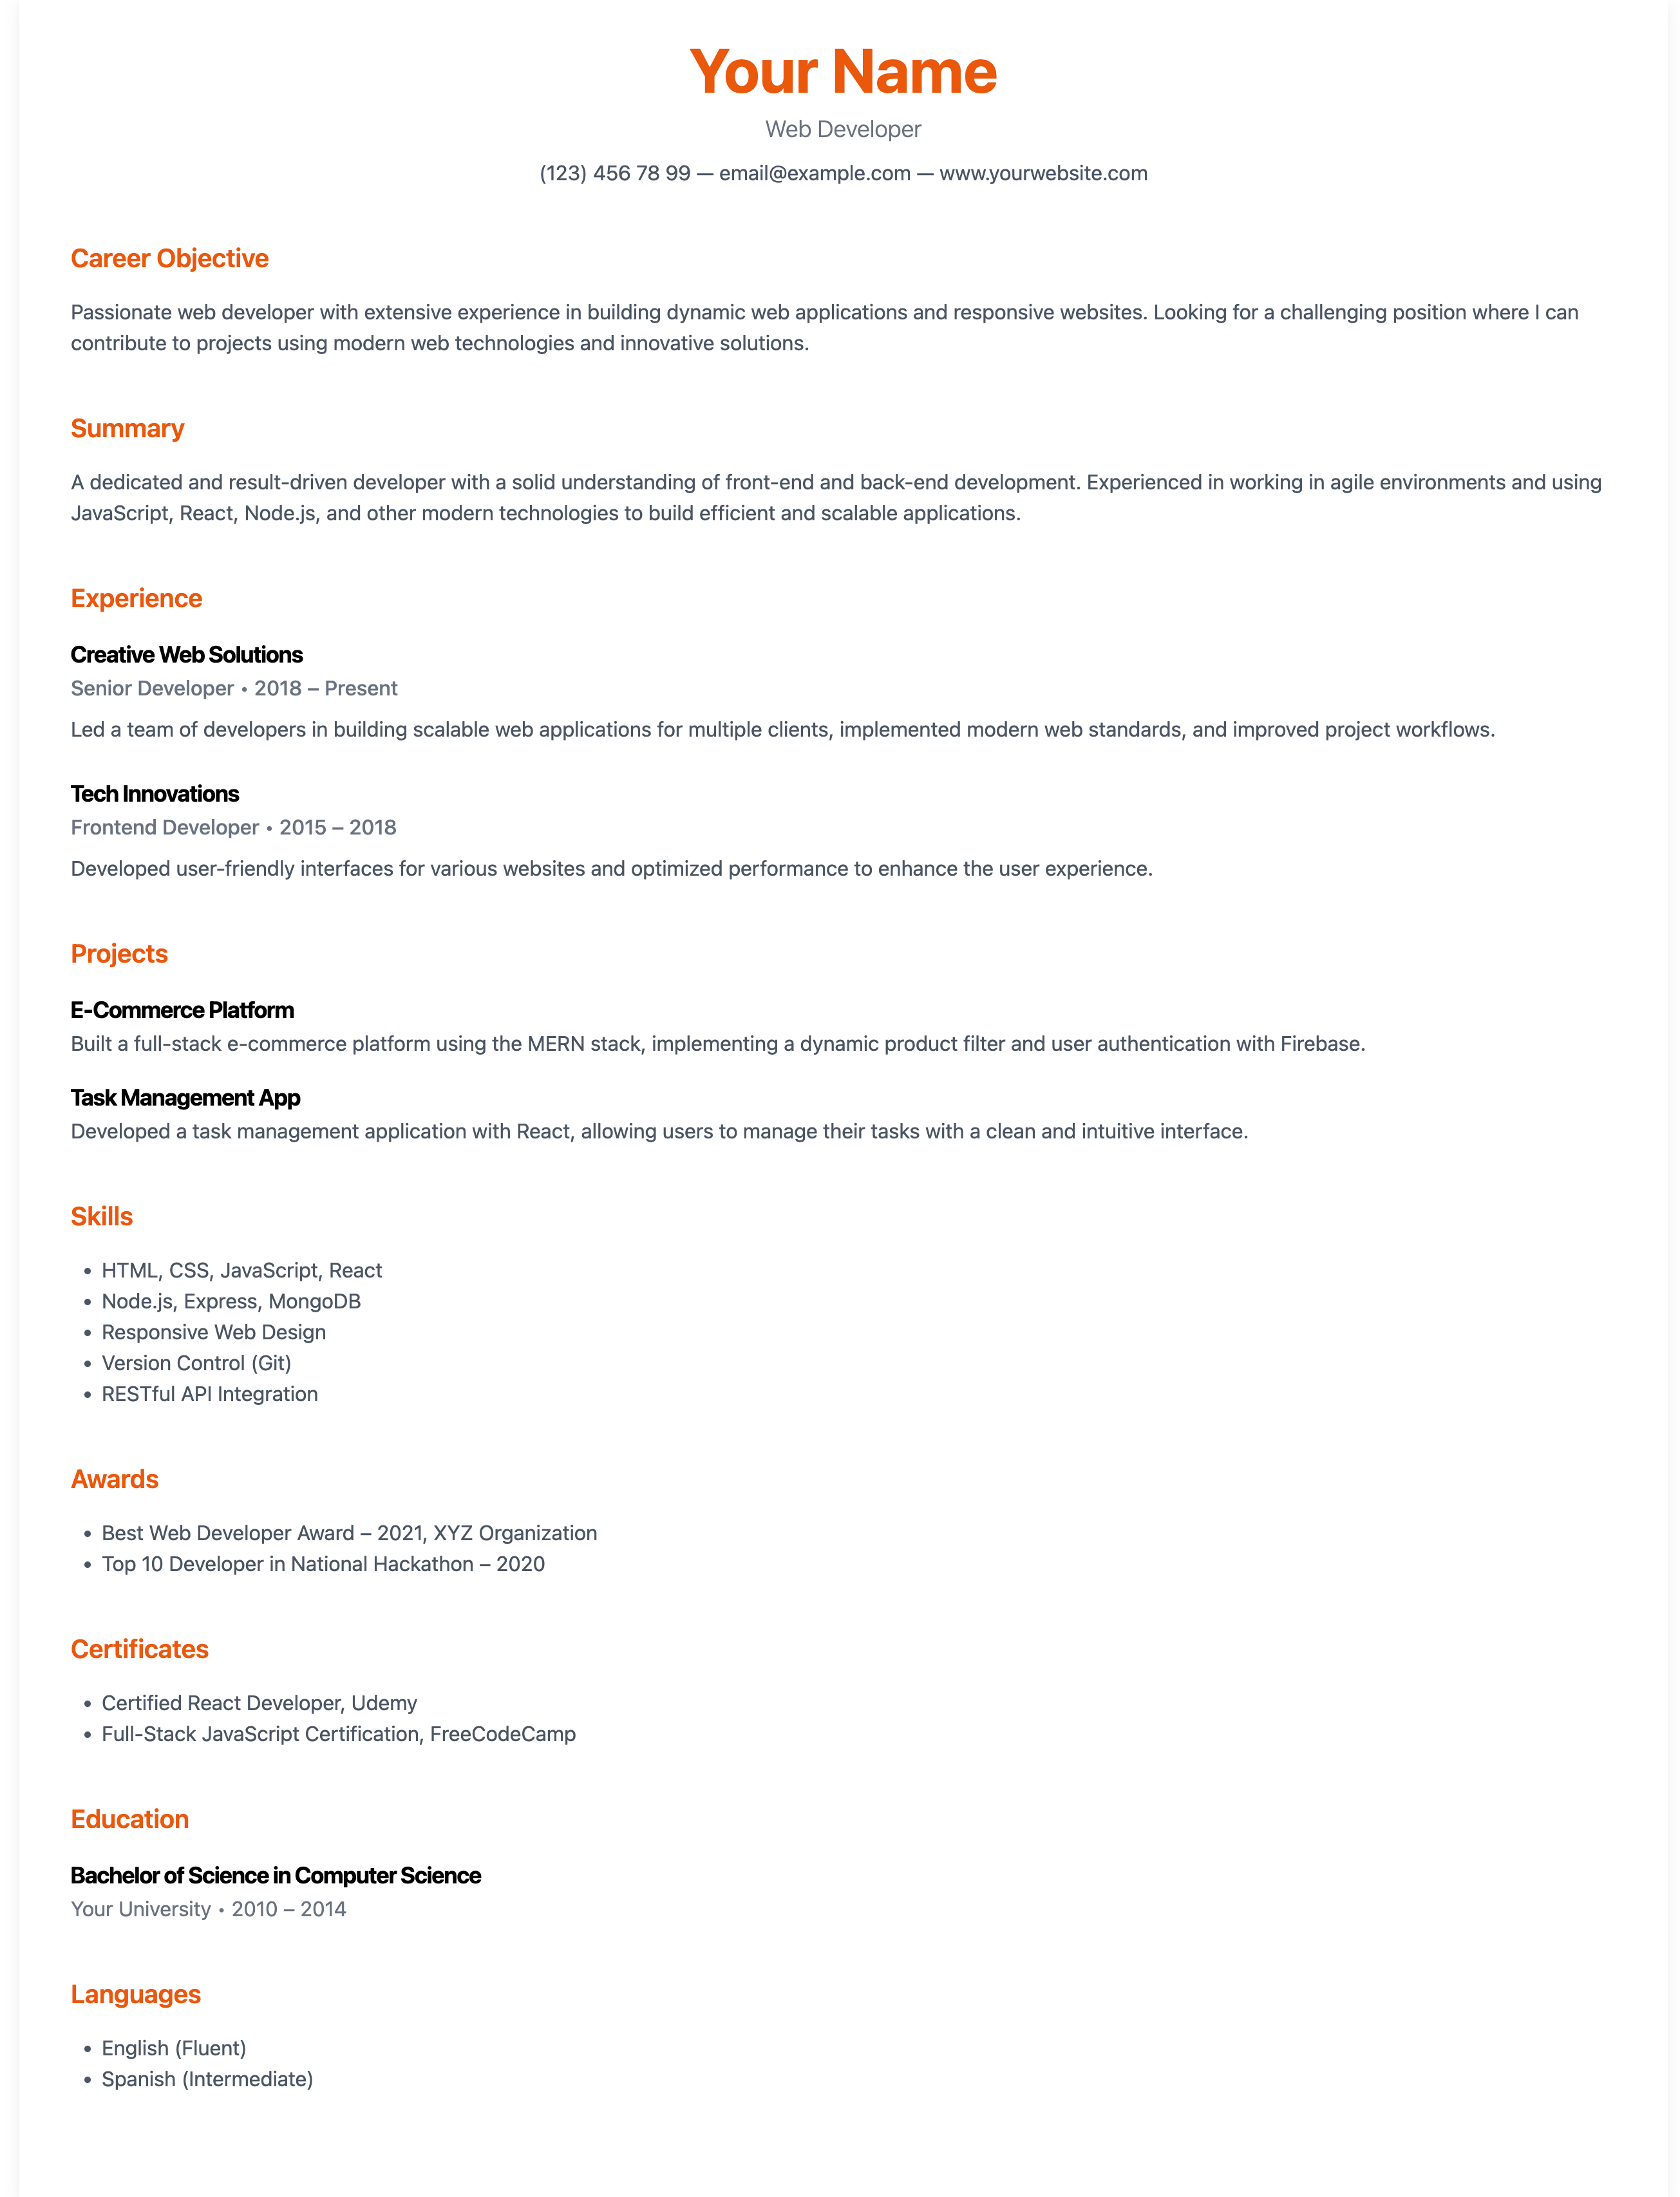 Your Name
Web Developer
(123) 456 78 99 — email@example.com — www.yourwebsite.com
Career Objective
Passionate web developer with extensive experience in building dynamic web applications and responsive websites. Looking for a challenging position where I can
contribute to projects using modern web technologies and innovative solutions.
Summary
A dedicated and result-driven developer with a solid understanding of front-end and back-end development. Experienced in working in agile environments and using
JavaScript, React, Node.js, and other modern technologies to build efficient and scalable applications.
Experience
Creative Web Solutions
Senior Developer • 2018 – Present
Led a team of developers in building scalable web applications for multiple clients, implemented modern web standards, and improved project workflows.
Tech Innovations
Frontend Developer • 2015 – 2018
Developed user-friendly interfaces for various websites and optimized performance to enhance the user experience.
Projects
E-Commerce Platform
Built a full-stack e-commerce platform using the MERN stack, implementing a dynamic product filter and user authentication with Firebase.
Task Management App
Developed a task management application with React, allowing users to manage their tasks with a clean and intuitive interface.
Skills
• HTML, CSS, JavaScript, React
• Node.js, Express, MongoDB
• Responsive Web Design
• Version Control (Git)
• RESTful API Integration
Awards
• Best Web Developer Award – 2021, XYZ Organization
• Top 10 Developer in National Hackathon – 2020
Certificates
• Certified React Developer, Udemy
• Full-Stack JavaScript Certification, FreeCodeCamp
Education
Bachelor of Science in Computer Science
Your University • 2010 – 2014
Languages
• English (Fluent)
• Spanish (Intermediate)